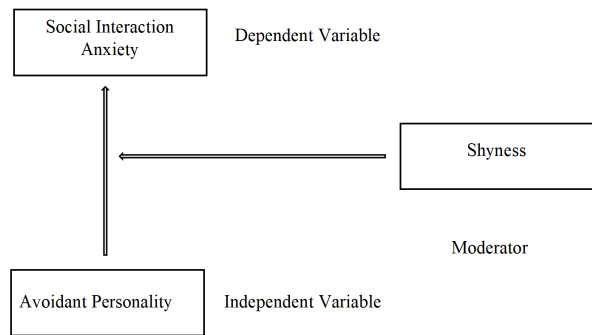 Social Interaction
Anxiety
Dependent Variable
Shyness
Moderator
Avoidant Personality
Independent Variable